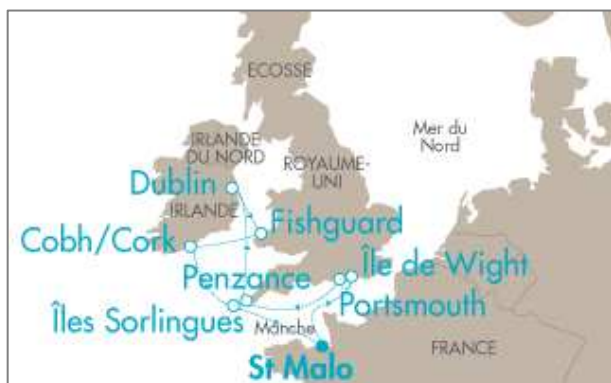 ECOSSE
Mer du
Nord
IRLANDE
DU NORD
ROYAUME-
UNI
Dublin
IRLANDE
Fishguard
Cobh/Cork
Penzance
Île de Wight
Îles Sorlingues
Portsmouth
Manche
St Malo
FRANCE